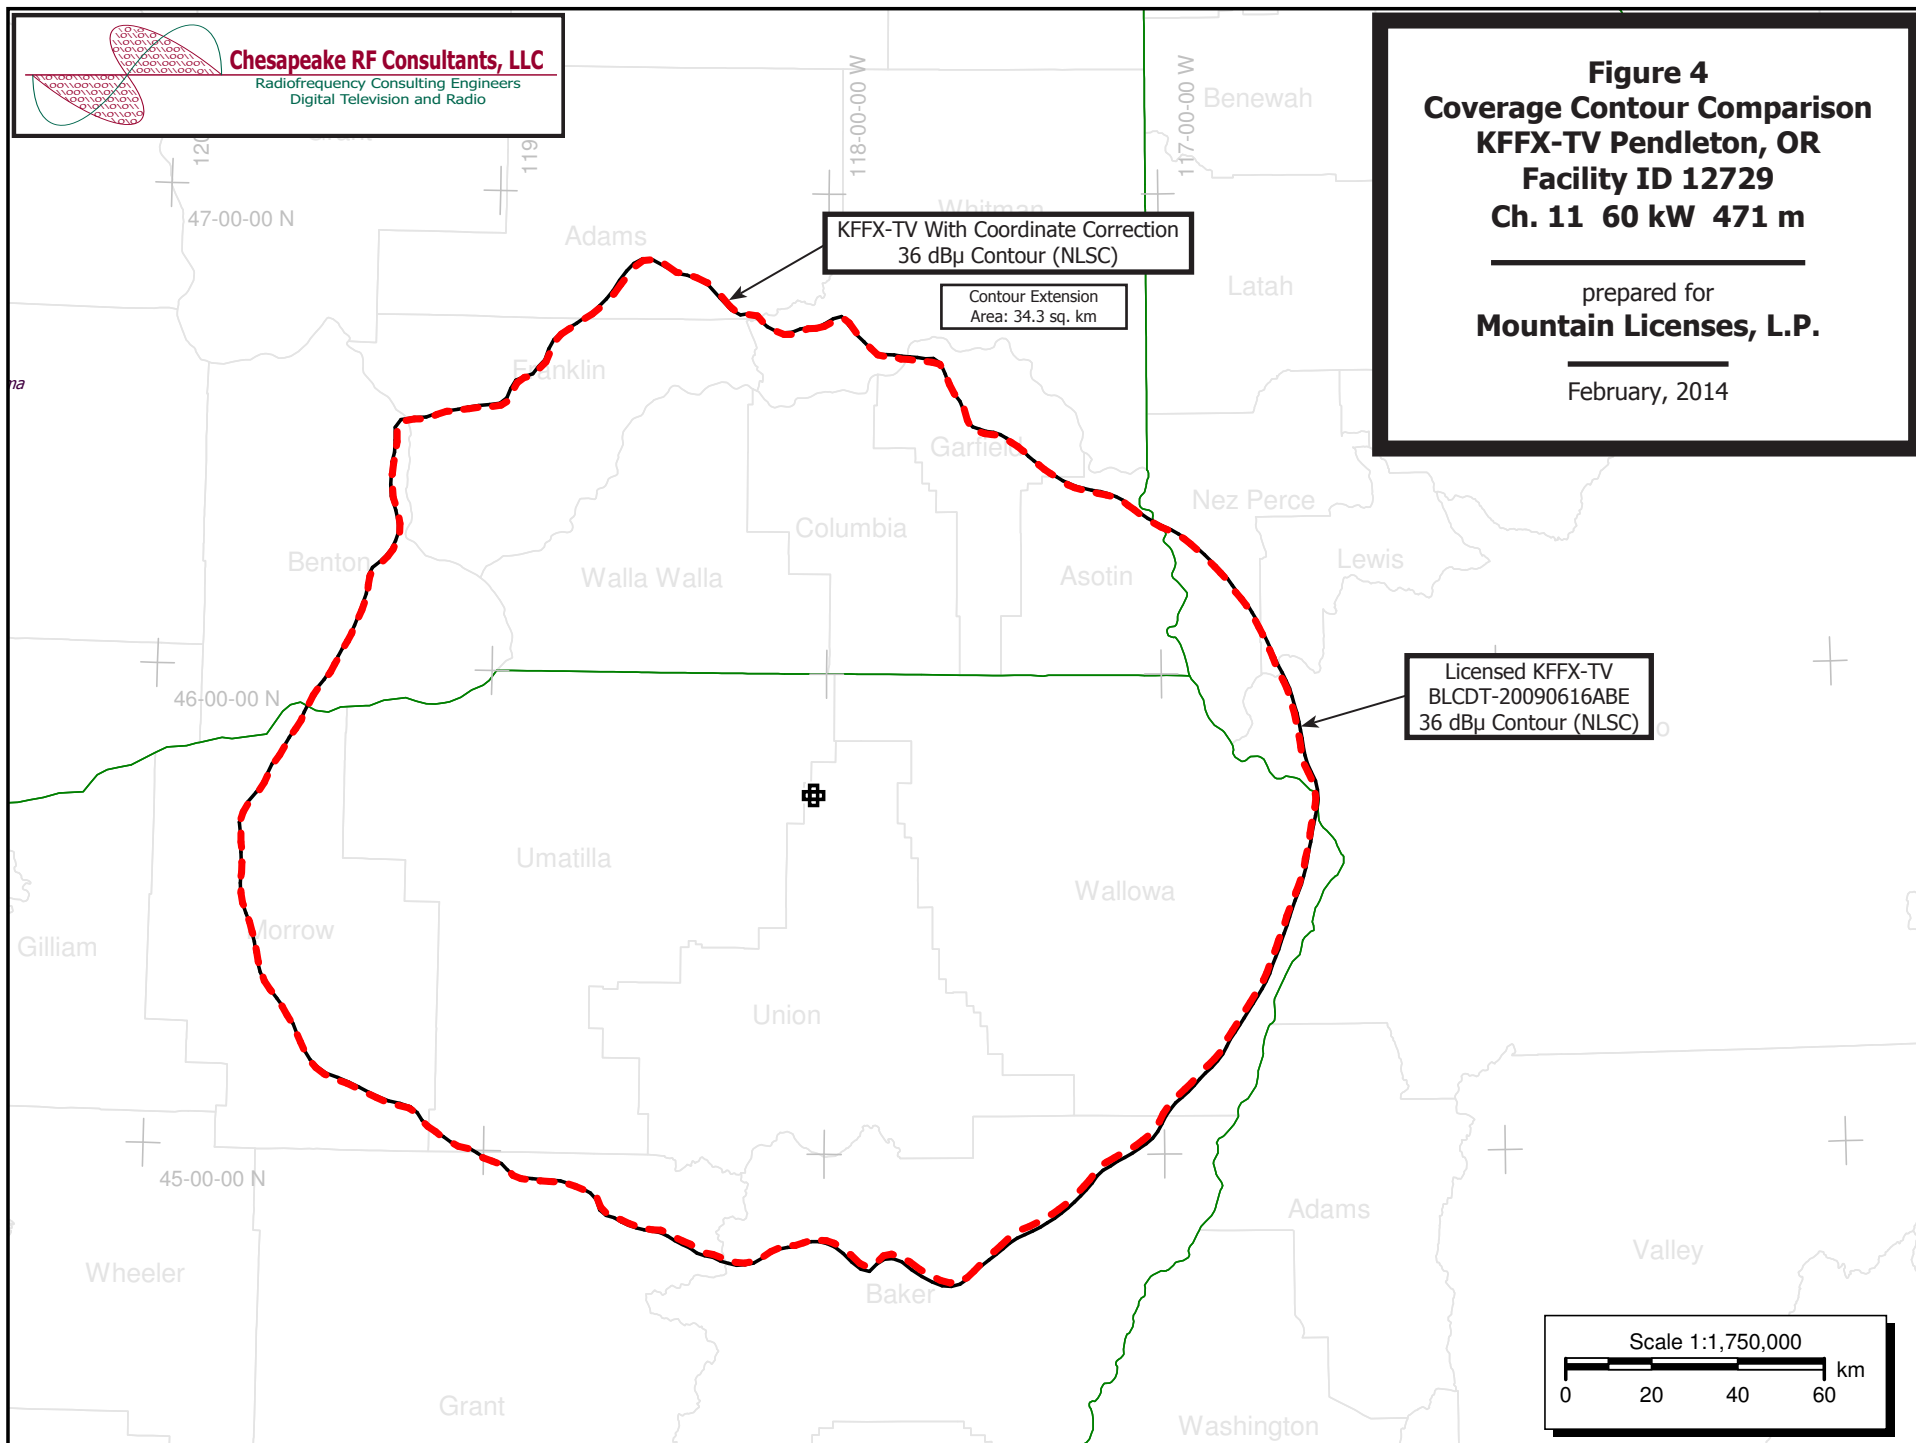 Chesapeake RF Consultants, LLC
Radiofrequency Consulting Engineers
Digital Television and Radio
Figure 4
Coverage Contour Comparison
KFFX-TV Pendleton, OR
Facility ID 12729
Ch. 11 60 kW 471 m
prepared for
Mountain Licenses, L.P.
February, 2014
118-00-00 W
117-00-00 W
Benewah
47-00-00 N
Adams
Whitman
KFFX-TV With Coordinate Correction
36 dBµ Contour (NLSC)
Contour Extension
Area: 34.3 sq. km
Latah
Franklin
Garfield
Nez Perce
Columbia
Benton
Walla Walla
Asotin
Lewis
46-00-00 N
Licensed KFFX-TV
BLCDT-20090616ABE
36 dBµ Contour (NLSC)
Umatilla
Wallowa
Morrow
Gilliam
Union
45-00-00 N
Adams
Wheeler
Valley
Baker
Grant
Washington
Scale 1:1,750,000
km
0 20 40 60